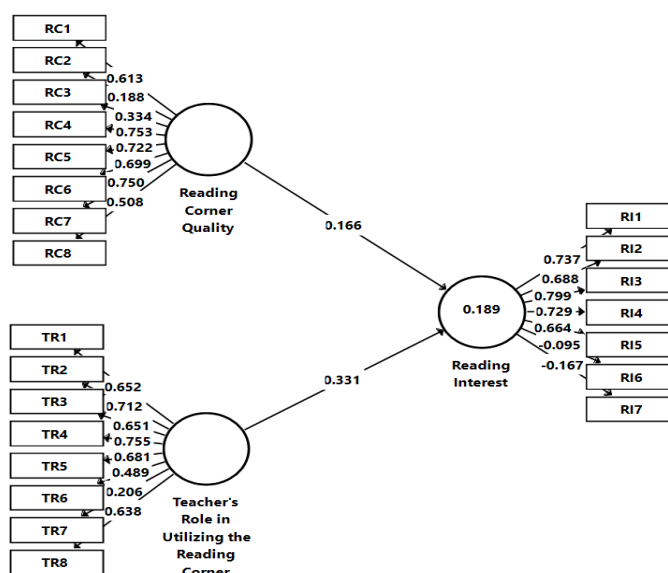 RC1
RC2
RC3
RC4
RC5
RC6
RC7
RC8
0.613
0.188
0.334
0.753
0.722
0.699
0.750
0.508
Reading
Corner
Quality
0.166
TR1
TR2
TR3
TR4
TR5
TR6
TR7
TR8
0.652
0.712
0.651
0.755
0.681
0.489
0.206
0.638
Teacher's
Role in
Utilizing the
Reading
Corner
0.331
0.189
Reading
Interest
0.737
0.688
0.799
0.729
0.664
-0.095
-0.167
RI1
RI2
RI3
RI4
RI5
RI6
RI7